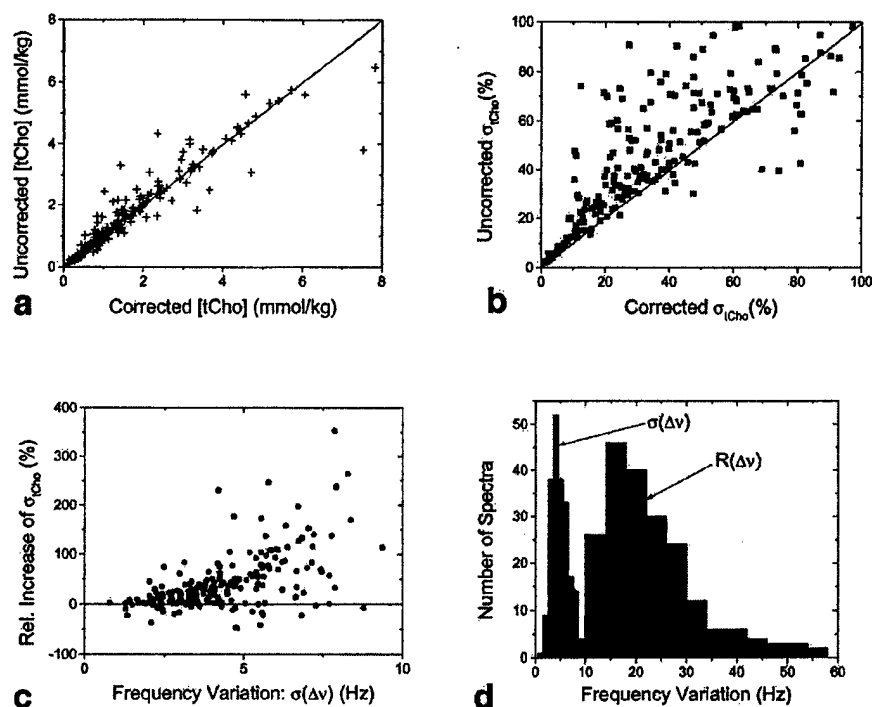 8
6
4
2
0
Uncorrected [tCho] (mmol/kg)
0 2 4 6 8
Corrected [tCho] (mmol/kg)
a
100
80
60
40
20
0
Uncorrected σtCho(%)
0 20 40 60 80 100
Corrected σtCho(%)
b
400
300
200
100
0
-100
Rel. Increase of σtCho (%)
0 5 10
Frequency Variation: σ(Δν) (Hz)
c
50
40
30
20
10
0
Number of Spectra
σ(Δν)
R(Δν)
0 10 20 30 40 50 60
Frequency Variation (Hz)
d